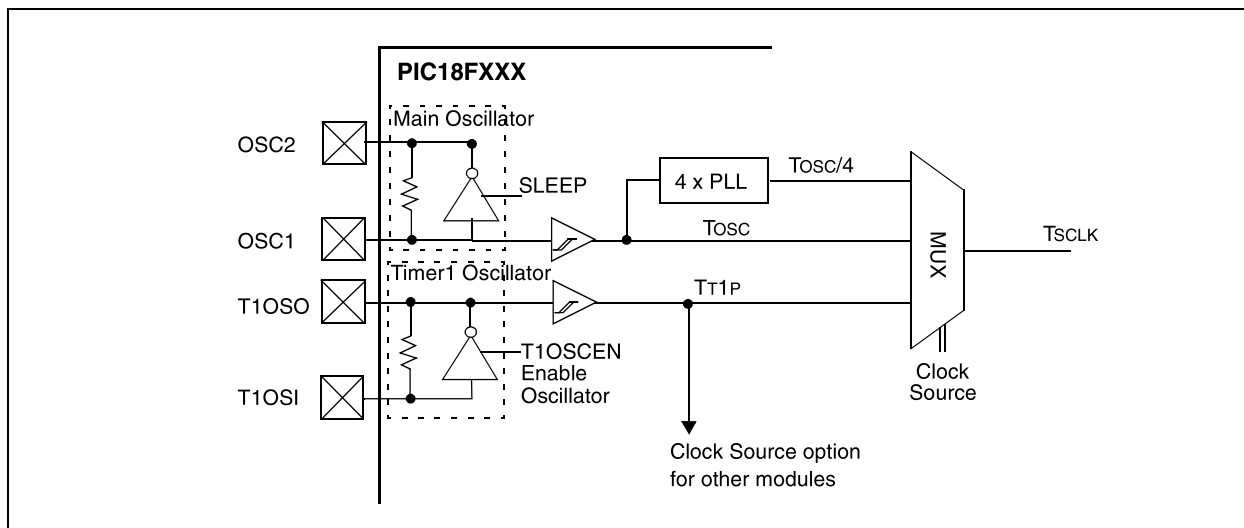 PIC18FXXX
Main Oscillator
OSC2
SLEEP
4 x PLL
TOSC/4
OSC1
TOSC
MUX
TSCLK
Timer1 Oscillator
T1OSO
TT1P
T1OSCEN
Enable
Oscillator
T1OSI
Clock
Source
Clock Source option
for other modules